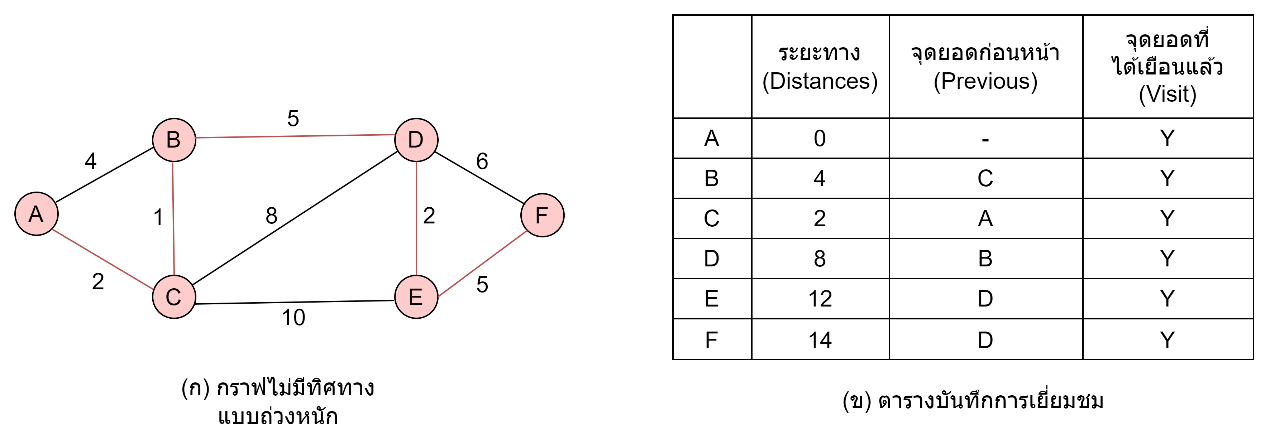 A
B
C
D
E
F
4
2
1
5
8
10
2
6
5
(ก) กราฟไม่มีทิศทาง
แบบถ่วงหนัก
ระยะทาง
(Distances)
จุดยอดก่อนหน้า
(Previous)
จุดยอดที่
ได้เยือนแล้ว
(Visit)
A 0 - Y
B 4 C Y
C 2 A Y
D 8 B Y
E 12 D Y
F 14 D Y
(ข) ตารางบันทึกการเยี่ยมชม